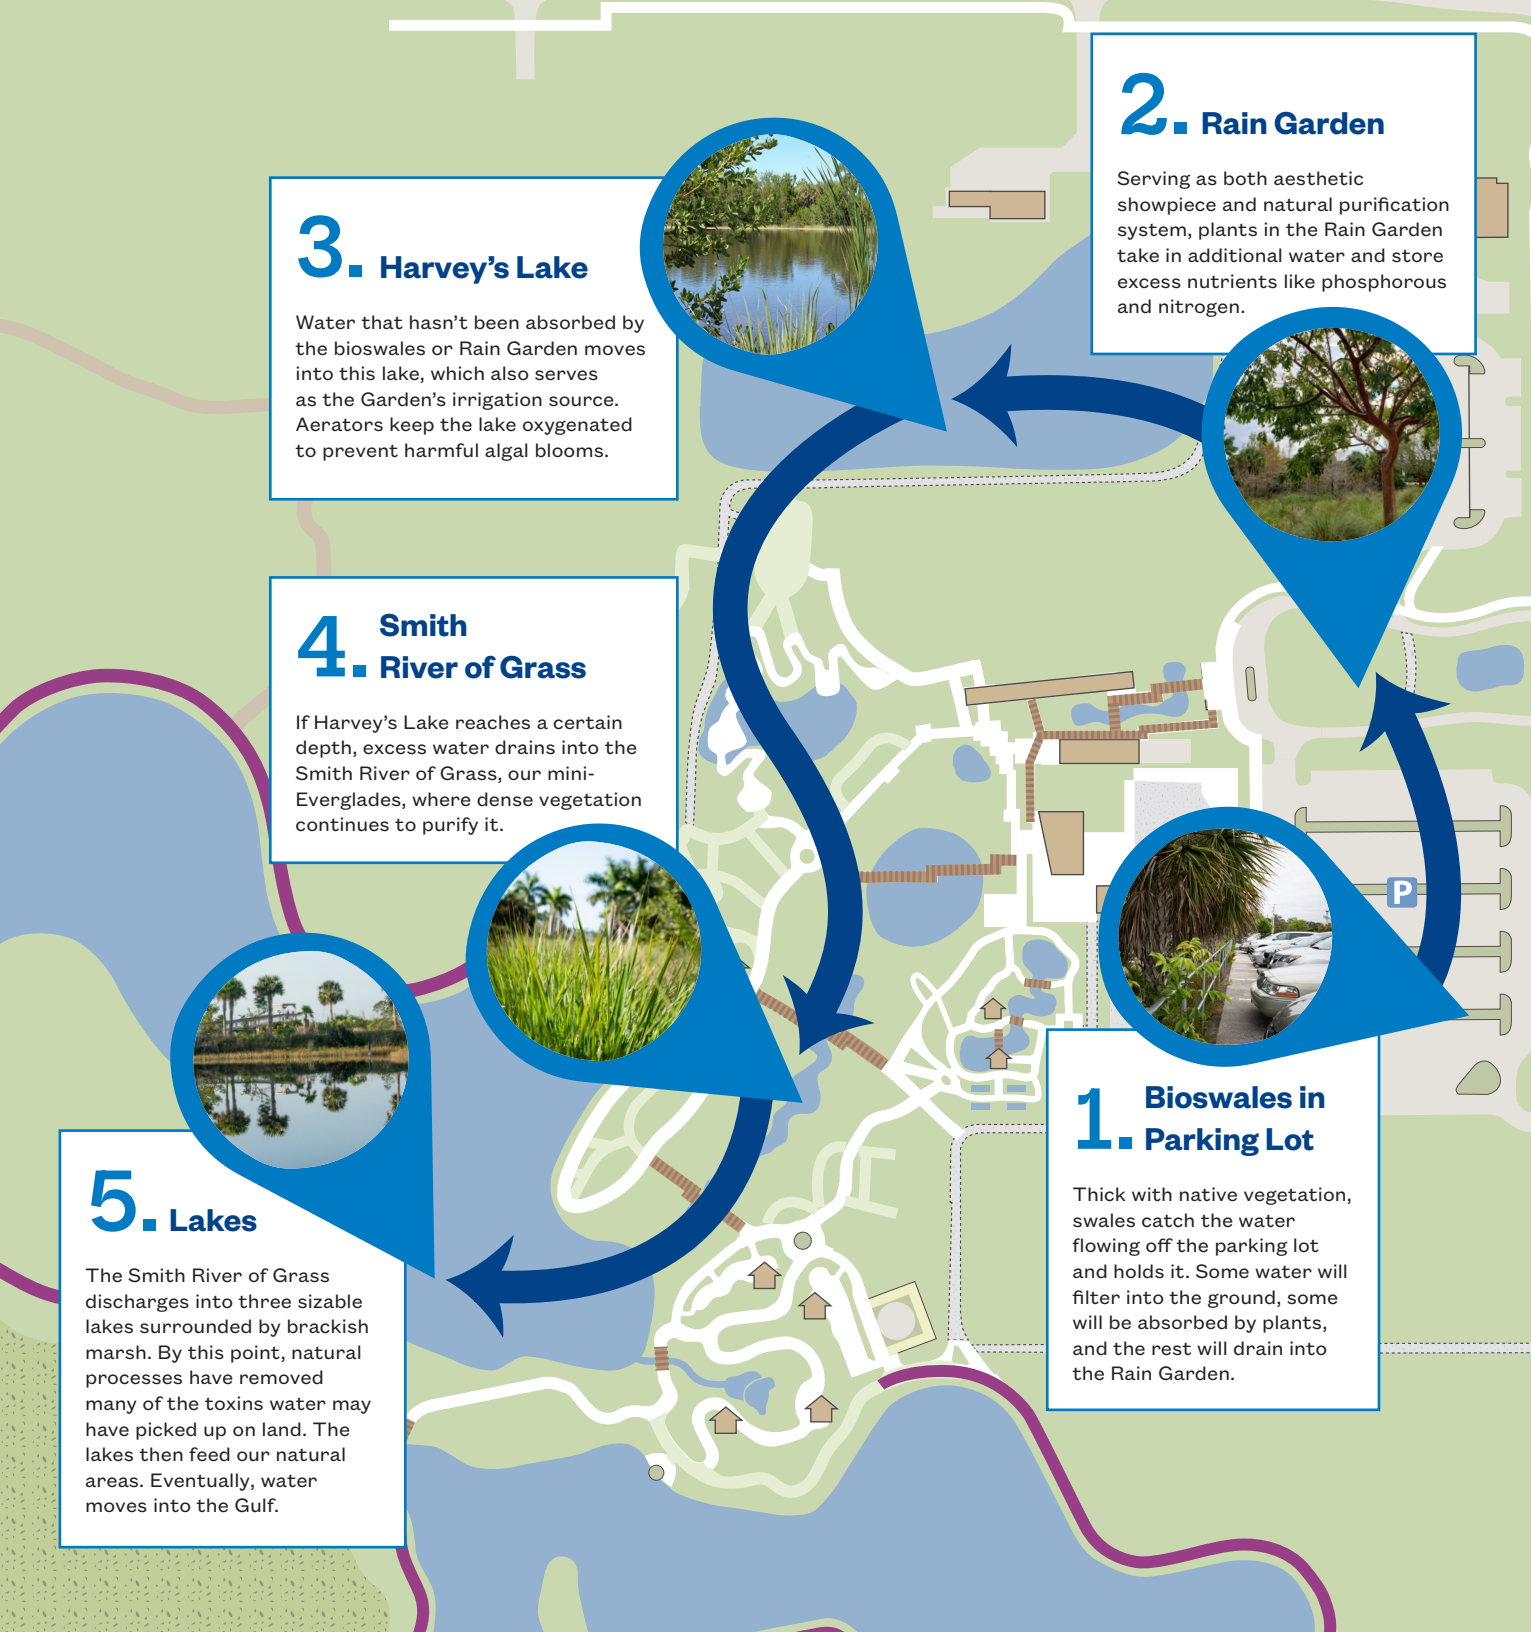 2. Rain Garden
Serving as both aesthetic
showpiece and natural purification
system, plants in the Rain Garden
take in additional water and store
excess nutrients like phosphorous
and nitrogen.
3. Harvey’s Lake
Water that hasn’t been absorbed by
the bioswales or Rain Garden moves
into this lake, which also serves
as the Garden’s irrigation source.
Aerators keep the lake oxygenated
to prevent harmful algal blooms.
4. Smith
River of Grass
If Harvey’s Lake reaches a certain
depth, excess water drains into the
Smith River of Grass, our mini-
Everglades, where dense vegetation
continues to purify it.
P
1. Bioswales in
Parking Lot
Thick with native vegetation,
swales catch the water
flowing off the parking lot
and holds it. Some water will
filter into the ground, some
will be absorbed by plants,
and the rest will drain into
the Rain Garden.
5. Lakes
The Smith River of Grass
discharges into three sizable
lakes surrounded by brackish
marsh. By this point, natural
processes have removed
many of the toxins water may
have picked up on land. The
lakes then feed our natural
areas. Eventually, water
moves into the Gulf.